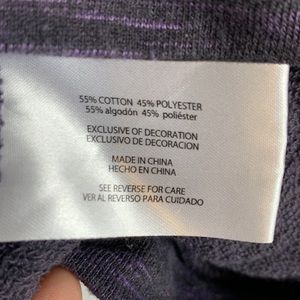 55% COTTON 45% POLYESTER
55% algodón 45% poliéster
EXCLUSIVE OF DECORATION
EXCLUSIVO DE DECORACION
MADE IN CHINA
HECHO EN CHINA
SEE REVERSE FOR CARE
VER AL REVERSO PARA CUIDADO